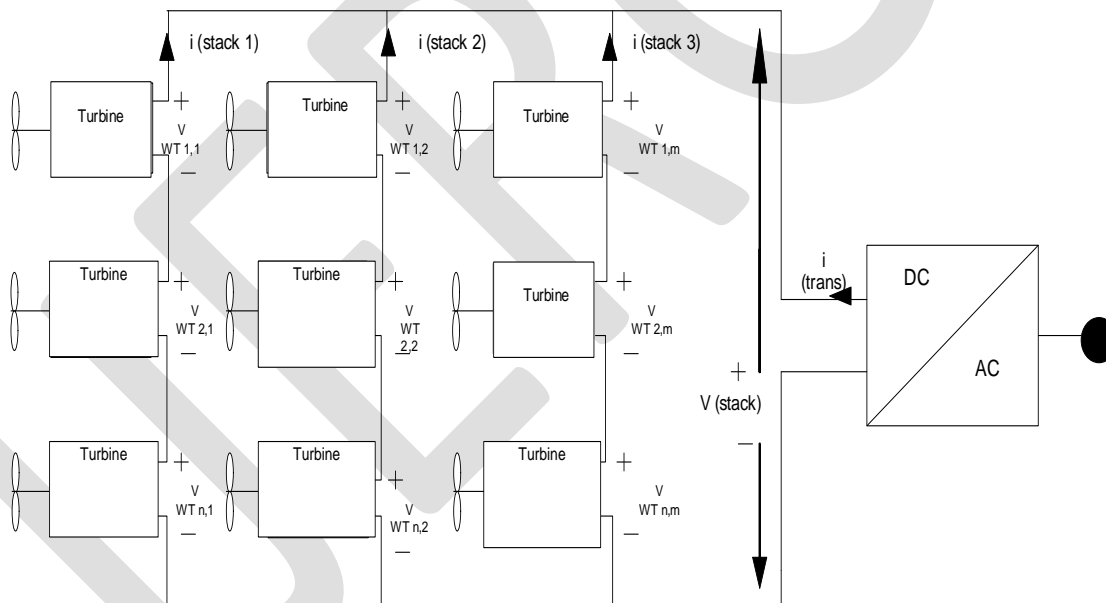 i (stack 1)
i (stack 2)
i (stack 3)
Turbine
+
V
WT 1,1
—
Turbine
+
V
WT 1,2
—
Turbine
+
V
WT 1,m
—
Turbine
+
V
WT 2,1
—
Turbine
+
V
WT
2,2
—
Turbine
+
V
WT 2,m
—
i
(trans)
DC
AC
+
V (stack)
—
Turbine
+
V
WT n,1
—
Turbine
+
V
WT n,2
—
Turbine
+
V
WT n,m
—